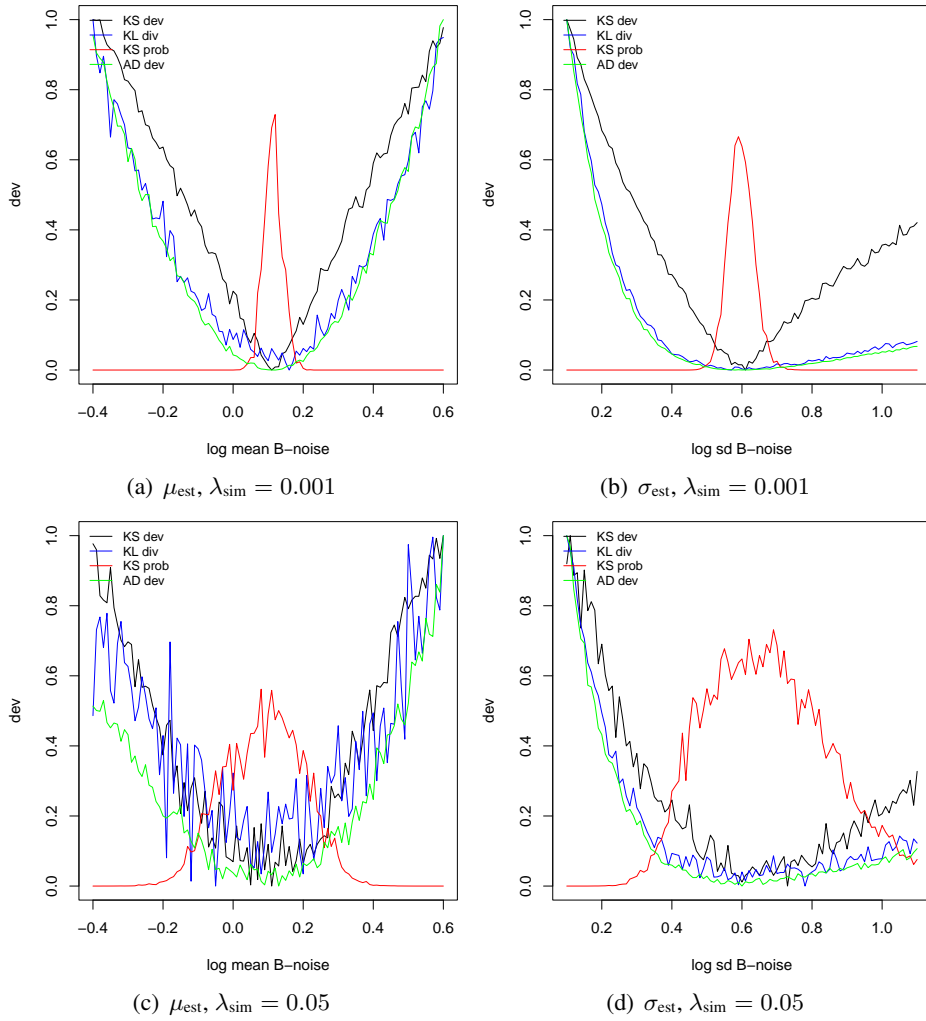 KS dev
KL div
KS prob
AD dev
dev
0.0 0.2 0.4 0.6 0.8 1.0
−0.4 −0.2 0.0 0.2 0.4 0.6
log mean B−noise
(a) μest, λsim = 0.001
KS dev
KL div
KS prob
AD dev
dev
0.0 0.2 0.4 0.6 0.8 1.0
0.2 0.4 0.6 0.8 1.0
log sd B−noise
(b) σest, λsim = 0.001
KS dev
KL div
KS prob
AD dev
dev
0.0 0.2 0.4 0.6 0.8 1.0
−0.4 −0.2 0.0 0.2 0.4 0.6
log mean B−noise
(c) μest, λsim = 0.05
KS dev
KL div
KS prob
AD dev
dev
0.0 0.2 0.4 0.6 0.8 1.0
0.2 0.4 0.6 0.8 1.0
log sd B−noise
(d) σest, λsim = 0.05